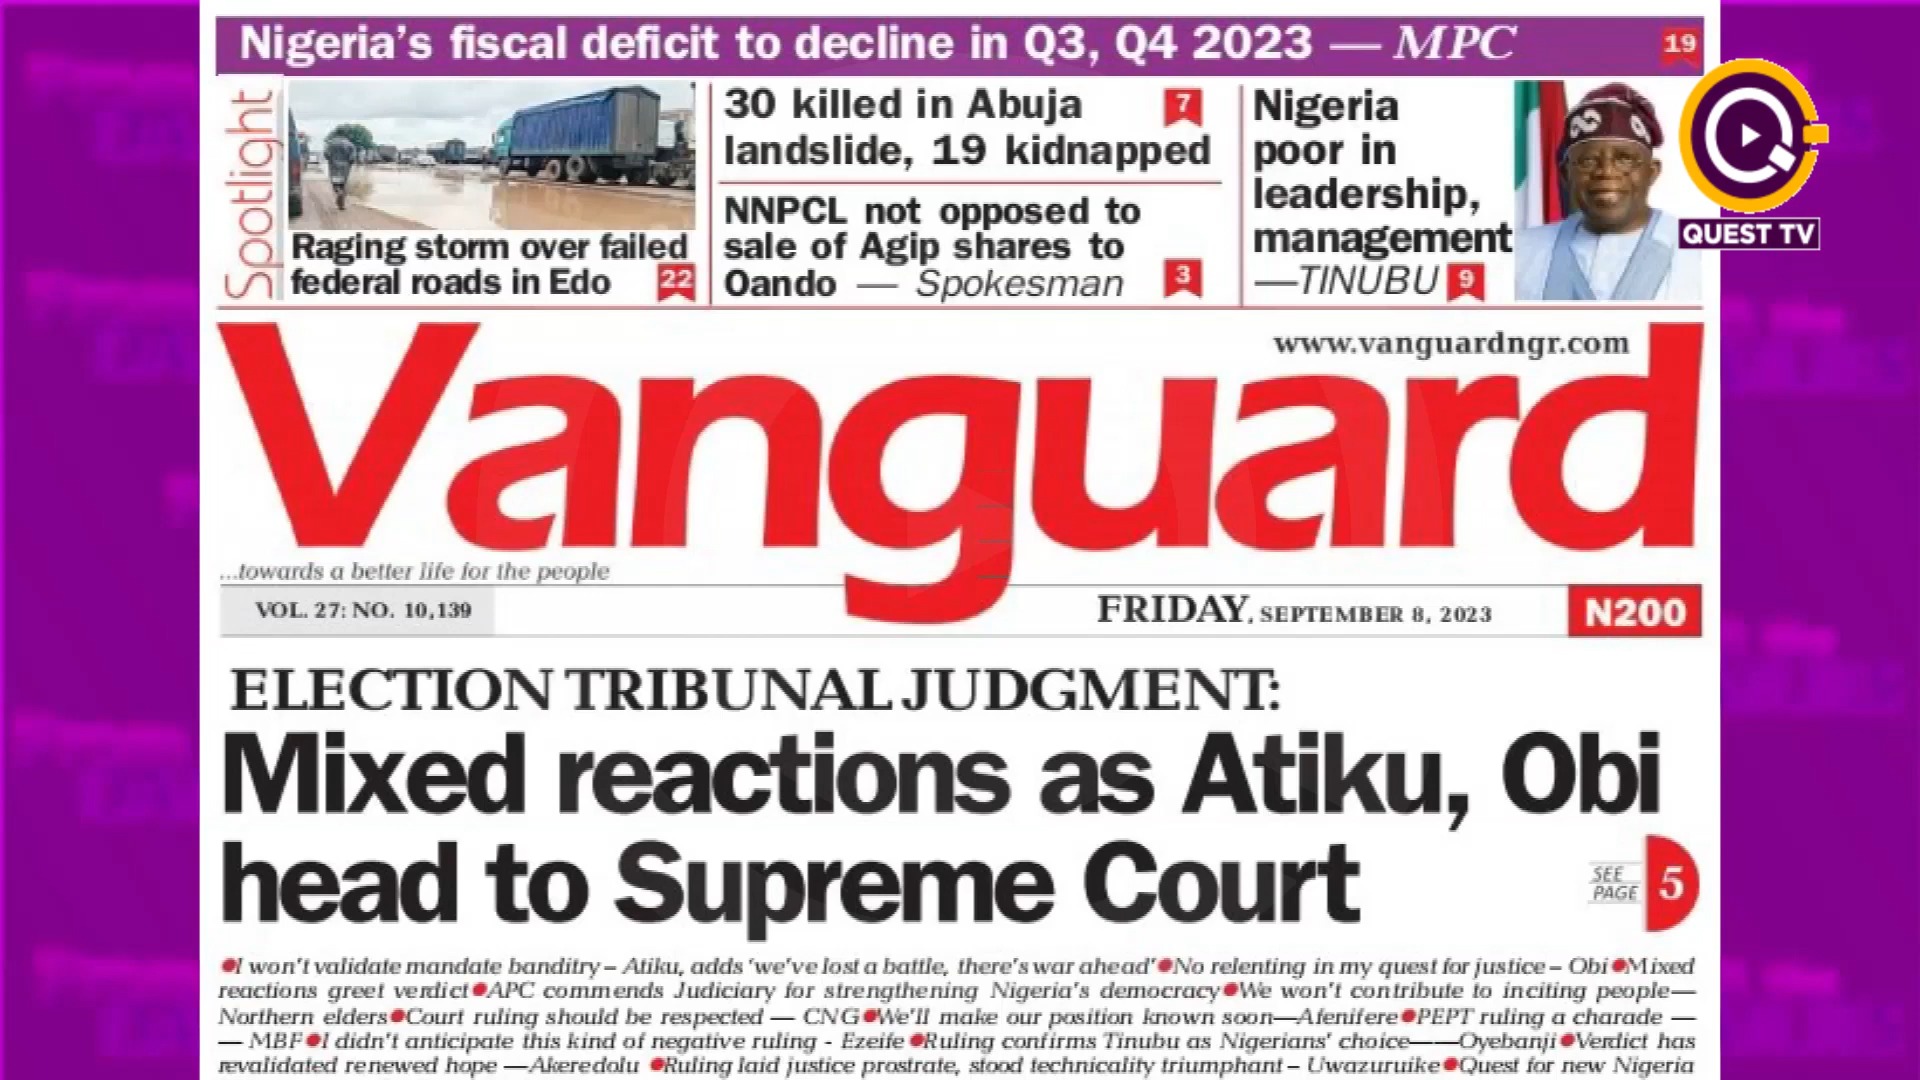 Nigeria's fiscal deficit to decline in Q3, Q4 2023 — MPC 19
Spotlight
Raging storm over failed
federal roads in Edo 22
30 killed in Abuja 7
landslide, 19 kidnapped
NNPCL not opposed to
sale of Agip shares to
Oando — Spokesman 3
Nigeria
poor in
leadership,
management
—TINUBU 9
QUEST TV
www.vanguardngr.com
Vanguard
...towards a better life for the people
VOL. 27: NO. 10,139
FRIDAY, SEPTEMBER 8, 2023
N200
ELECTION TRIBUNAL JUDGMENT:
Mixed reactions as Atiku, Obi
head to Supreme Court
SEE
PAGE 5
●I won't validate mandate banditry – Atiku, adds 'we've lost a battle, there's war ahead'●No relenting in my quest for justice – Obi●Mixed
reactions greet verdict●APC commends Judiciary for strengthening Nigeria's democracy●We won't contribute to inciting people—
Northern elders●Court ruling should be respected — CNG●We'll make our position known soon—Afenifere●PEPT ruling a charade —
— MBF●I didn't anticipate this kind of negative ruling - Ezeife ●Ruling confirms Tinubu as Nigerians' choice——Oyebanji●Verdict has
revalidated renewed hope —Akeredolu ●Ruling laid justice prostrate, stood technicality triumphant – Uwazuruike●Quest for new Nigeria